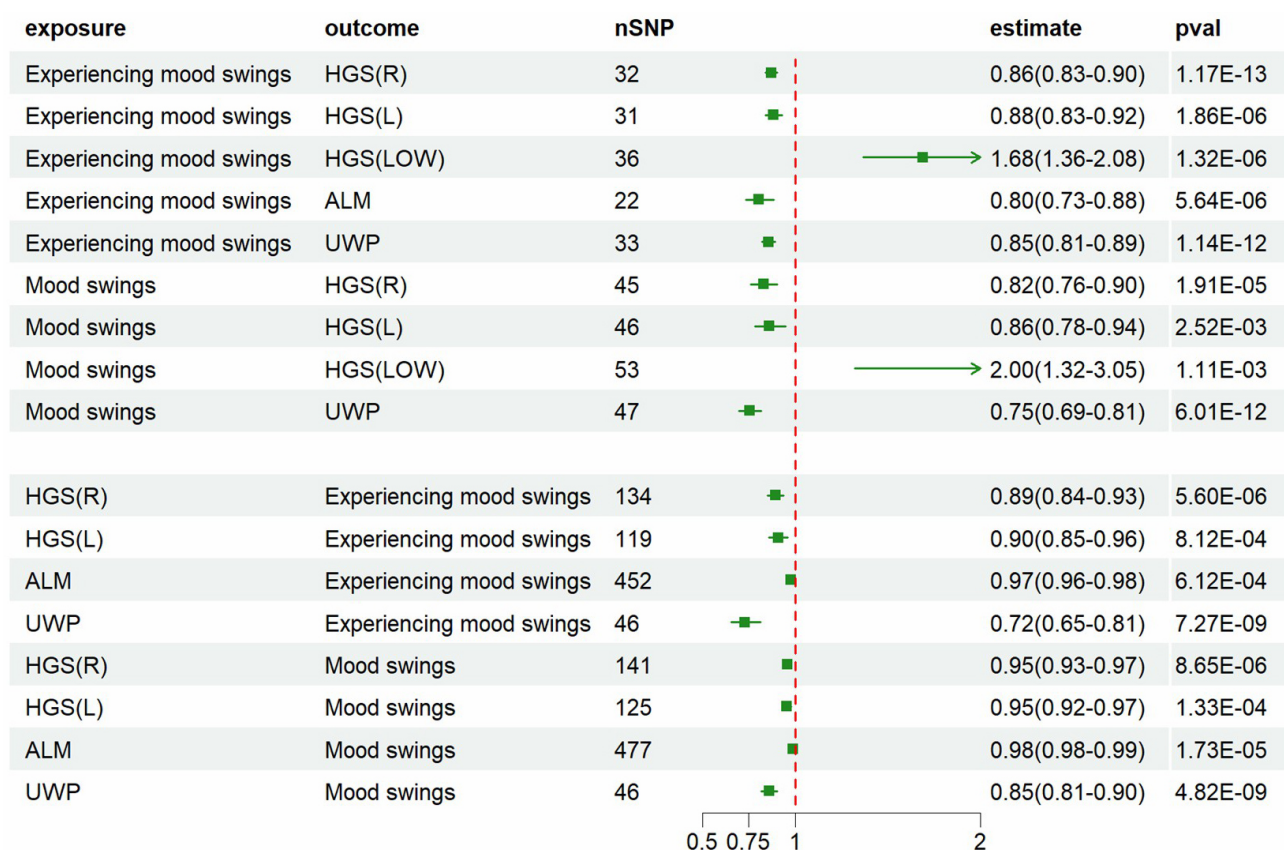 exposure outcome nSNP estimate pval
Experiencing mood swings HGS(R) 32 0.86(0.83-0.90) 1.17E-13
Experiencing mood swings HGS(L) 31 0.88(0.83-0.92) 1.86E-06
Experiencing mood swings HGS(LOW) 36 1.68(1.36-2.08) 1.32E-06
Experiencing mood swings ALM 22 0.80(0.73-0.88) 5.64E-06
Experiencing mood swings UWP 33 0.85(0.81-0.89) 1.14E-12
Mood swings HGS(R) 45 0.82(0.76-0.90) 1.91E-05
Mood swings HGS(L) 46 0.86(0.78-0.94) 2.52E-03
Mood swings HGS(LOW) 53 2.00(1.32-3.05) 1.11E-03
Mood swings UWP 47 0.75(0.69-0.81) 6.01E-12
HGS(R) Experiencing mood swings 134 0.89(0.84-0.93) 5.60E-06
HGS(L) Experiencing mood swings 119 0.90(0.85-0.96) 8.12E-04
ALM Experiencing mood swings 452 0.97(0.96-0.98) 6.12E-04
UWP Experiencing mood swings 46 0.72(0.65-0.81) 7.27E-09
HGS(R) Mood swings 141 0.95(0.93-0.97) 8.65E-06
HGS(L) Mood swings 125 0.95(0.92-0.97) 1.33E-04
ALM Mood swings 477 0.98(0.98-0.99) 1.73E-05
UWP Mood swings 46 0.85(0.81-0.90) 4.82E-09
0.5 0.75 1 2